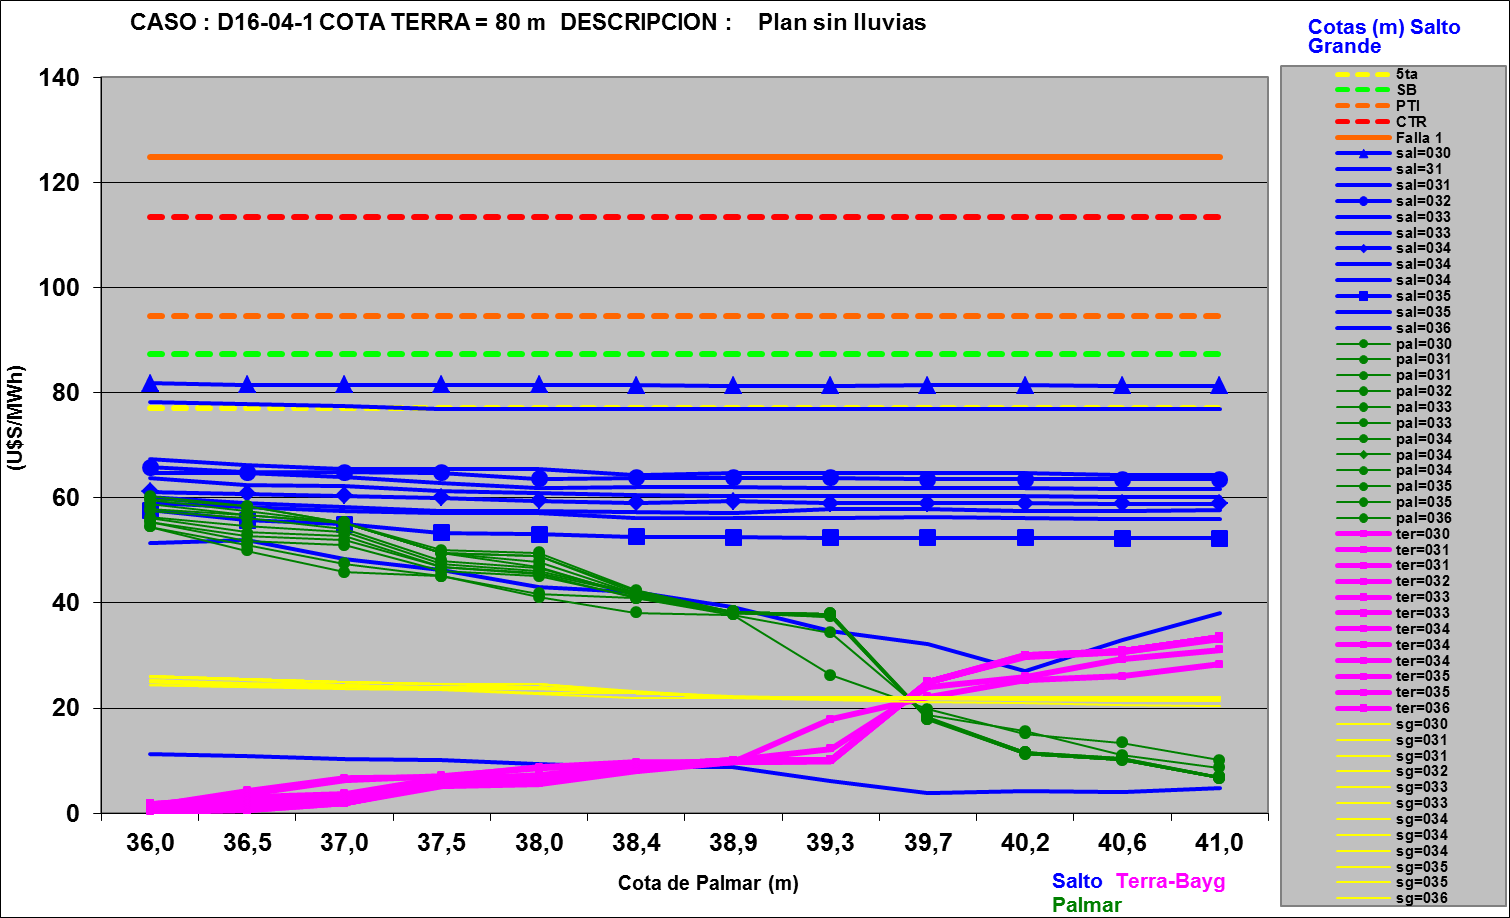 CASO : D16-04-1 COTA TERRA = 80 m DESCRIPCION : Plan sin lluvias
Cotas (m) Salto
Grande
5ta
SB
PTI
CTR
Falla 1
sal=030
sal=31
sal=031
sal=032
sal=033
sal=033
sal=034
sal=034
sal=034
sal=035
sal=035
sal=036
pal=030
pal=031
pal=031
pal=032
pal=033
pal=033
pal=034
pal=034
pal=034
pal=035
pal=035
pal=036
ter=030
ter=031
ter=031
ter=032
ter=033
ter=033
ter=034
ter=034
ter=034
ter=035
ter=035
ter=036
sg=030
sg=031
sg=031
sg=032
sg=033
sg=033
sg=034
sg=034
sg=034
sg=035
sg=035
sg=036
(U$S/MWh)
140
120
100
80
60
40
20
0
36,0 36,5 37,0 37,5 38,0 38,4 38,9 39,3 39,7 40,2 40,6 41,0
Cota de Palmar (m)
Salto Terra-Bayg
Palmar